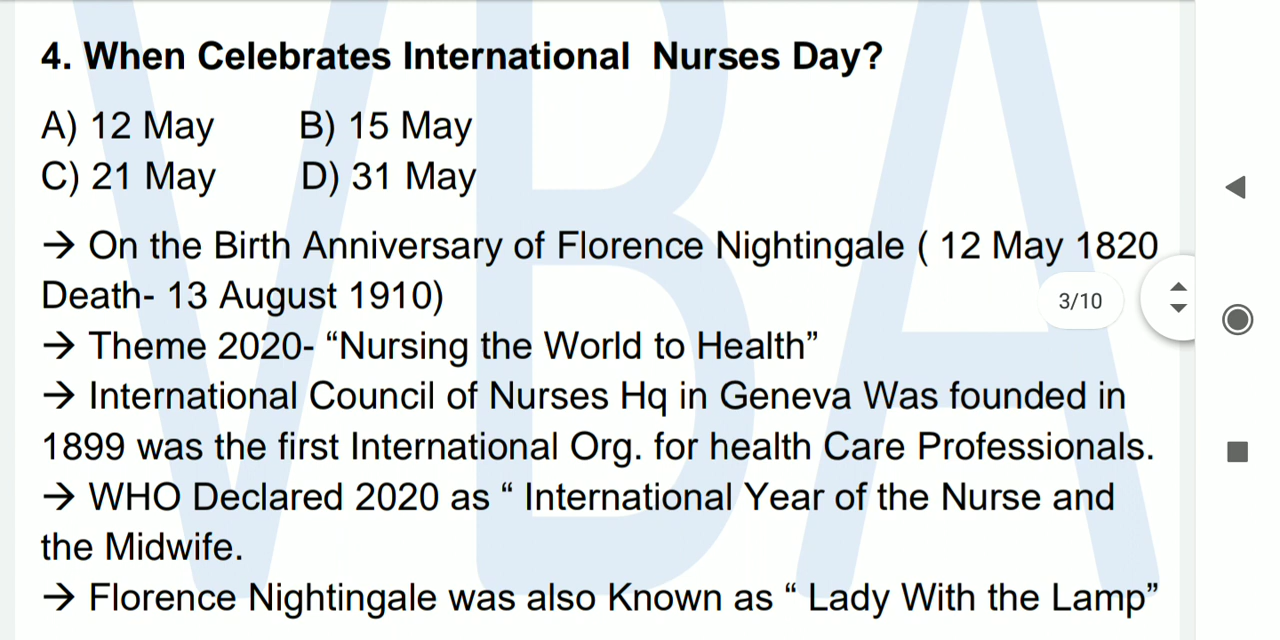 4. When Celebrates International Nurses Day?
A) 12 May B) 15 May
C) 21 May D) 31 May
→ On the Birth Anniversary of Florence Nightingale ( 12 May 1820
Death- 13 August 1910)
3/10
→ Theme 2020- “Nursing the World to Health”
→ International Council of Nurses Hq in Geneva Was founded in
1899 was the first International Org. for health Care Professionals.
→ WHO Declared 2020 as “ International Year of the Nurse and
the Midwife.
→ Florence Nightingale was also Known as “ Lady With the Lamp”
VBA